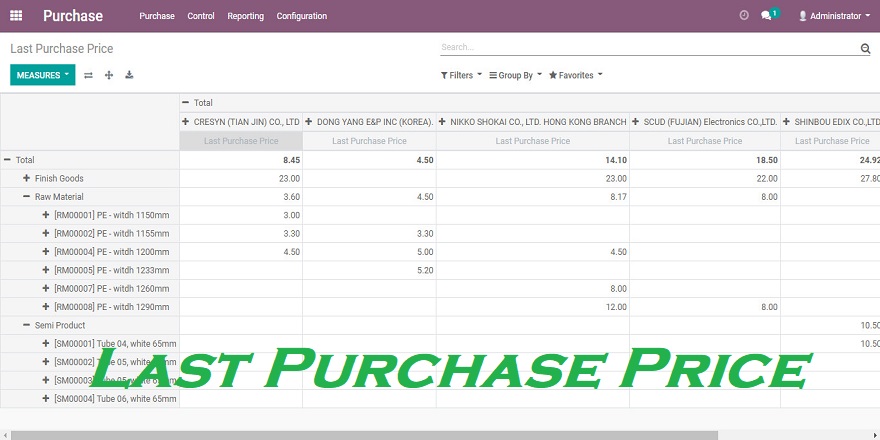 Purchase Purchase Control Reporting Configuration 1 Administrator
Last Purchase Price Search...
MEASURES Filters Group By Favorites
Total
CRESYN (TIAN JIN) CO., LTD DONG YANG E&P INC (KOREA). NIKKO SHOKAI CO., LTD. HONG KONG BRANCH SCUD (FUJIAN) Electronics CO.,LTD. SHINBOU EDIX CO.,LTD
Last Purchase Price Last Purchase Price Last Purchase Price Last Purchase Price Last Purchase Price
Total 8.45 4.50 14.10 18.50 24.92
Finish Goods 23.00 23.00 22.00 27.80
Raw Material 3.60 4.50 8.17 8.00
[RM00001] PE - witdh 1150mm 3.00
[RM00002] PE - witdh 1155mm 3.30 3.30
[RM00004] PE - witdh 1200mm 4.50 5.00 4.50
[RM00005] PE - witdh 1233mm 5.20
[RM00007] PE - witdh 1260mm 8.00
[RM00008] PE - witdh 1290mm 12.00 8.00
Semi Product 10.50
[SM00001] Tube 04, white 65mm 10.50
[SM00002] Tube 05, white 65mm
[SM00003] Tube 05, white 65mm
[SM00004] Tube 06, white 65mm
LAST PURCHASE PRICE